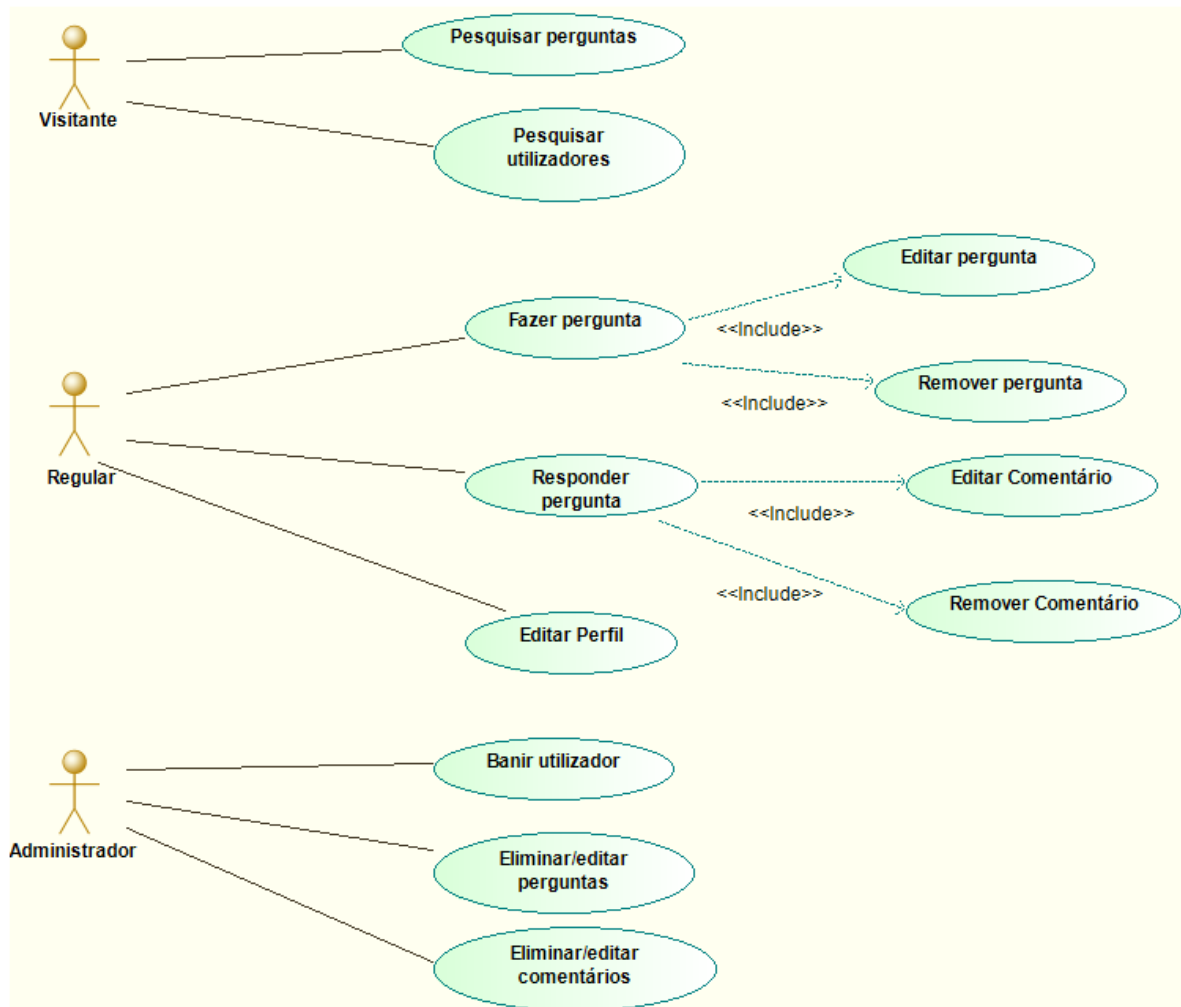 Pesquisar perguntas
Visitante
Pesquisar
utilizadores
Editar pergunta
Fazer pergunta
<<Include>>
Remover pergunta
<<Include>>
Regular
Responder
pergunta
Editar Comentário
<<Include>>
<<Include>>
Remover Comentário
Editar Perfil
Banir utilizador
Administrador
Eliminar/editar
perguntas
Eliminar/editar
comentários